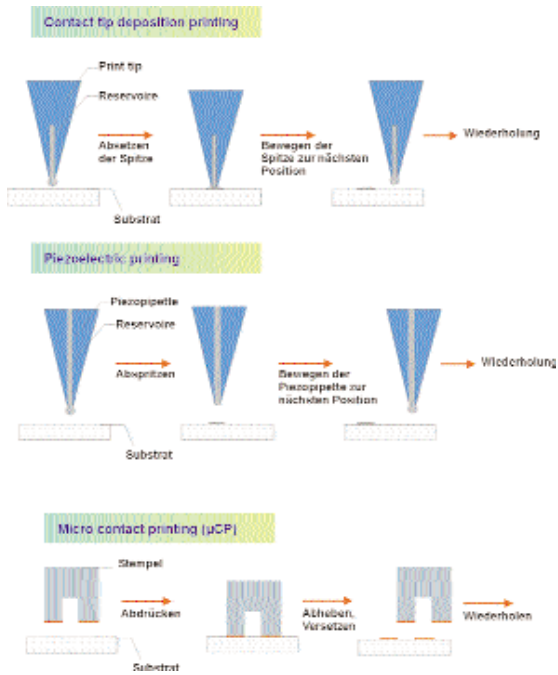 Contact tip deposition printing
Print tip
Reservoire
Absetzen
der Spitze
Bewegen der
Spitze zur nächsten
Position
Wiederholung
Substrat
Piezoelectric printing
Piezopipette
Reservoire
Abspritzen
Bewegen der
Piezopipette zur
nächsten Position
Wiederholung
Substrat
Micro contact printing (µCP)
Stempel
Abdrücken
Abheben,
Versetzen
Wiederholen
Substrat